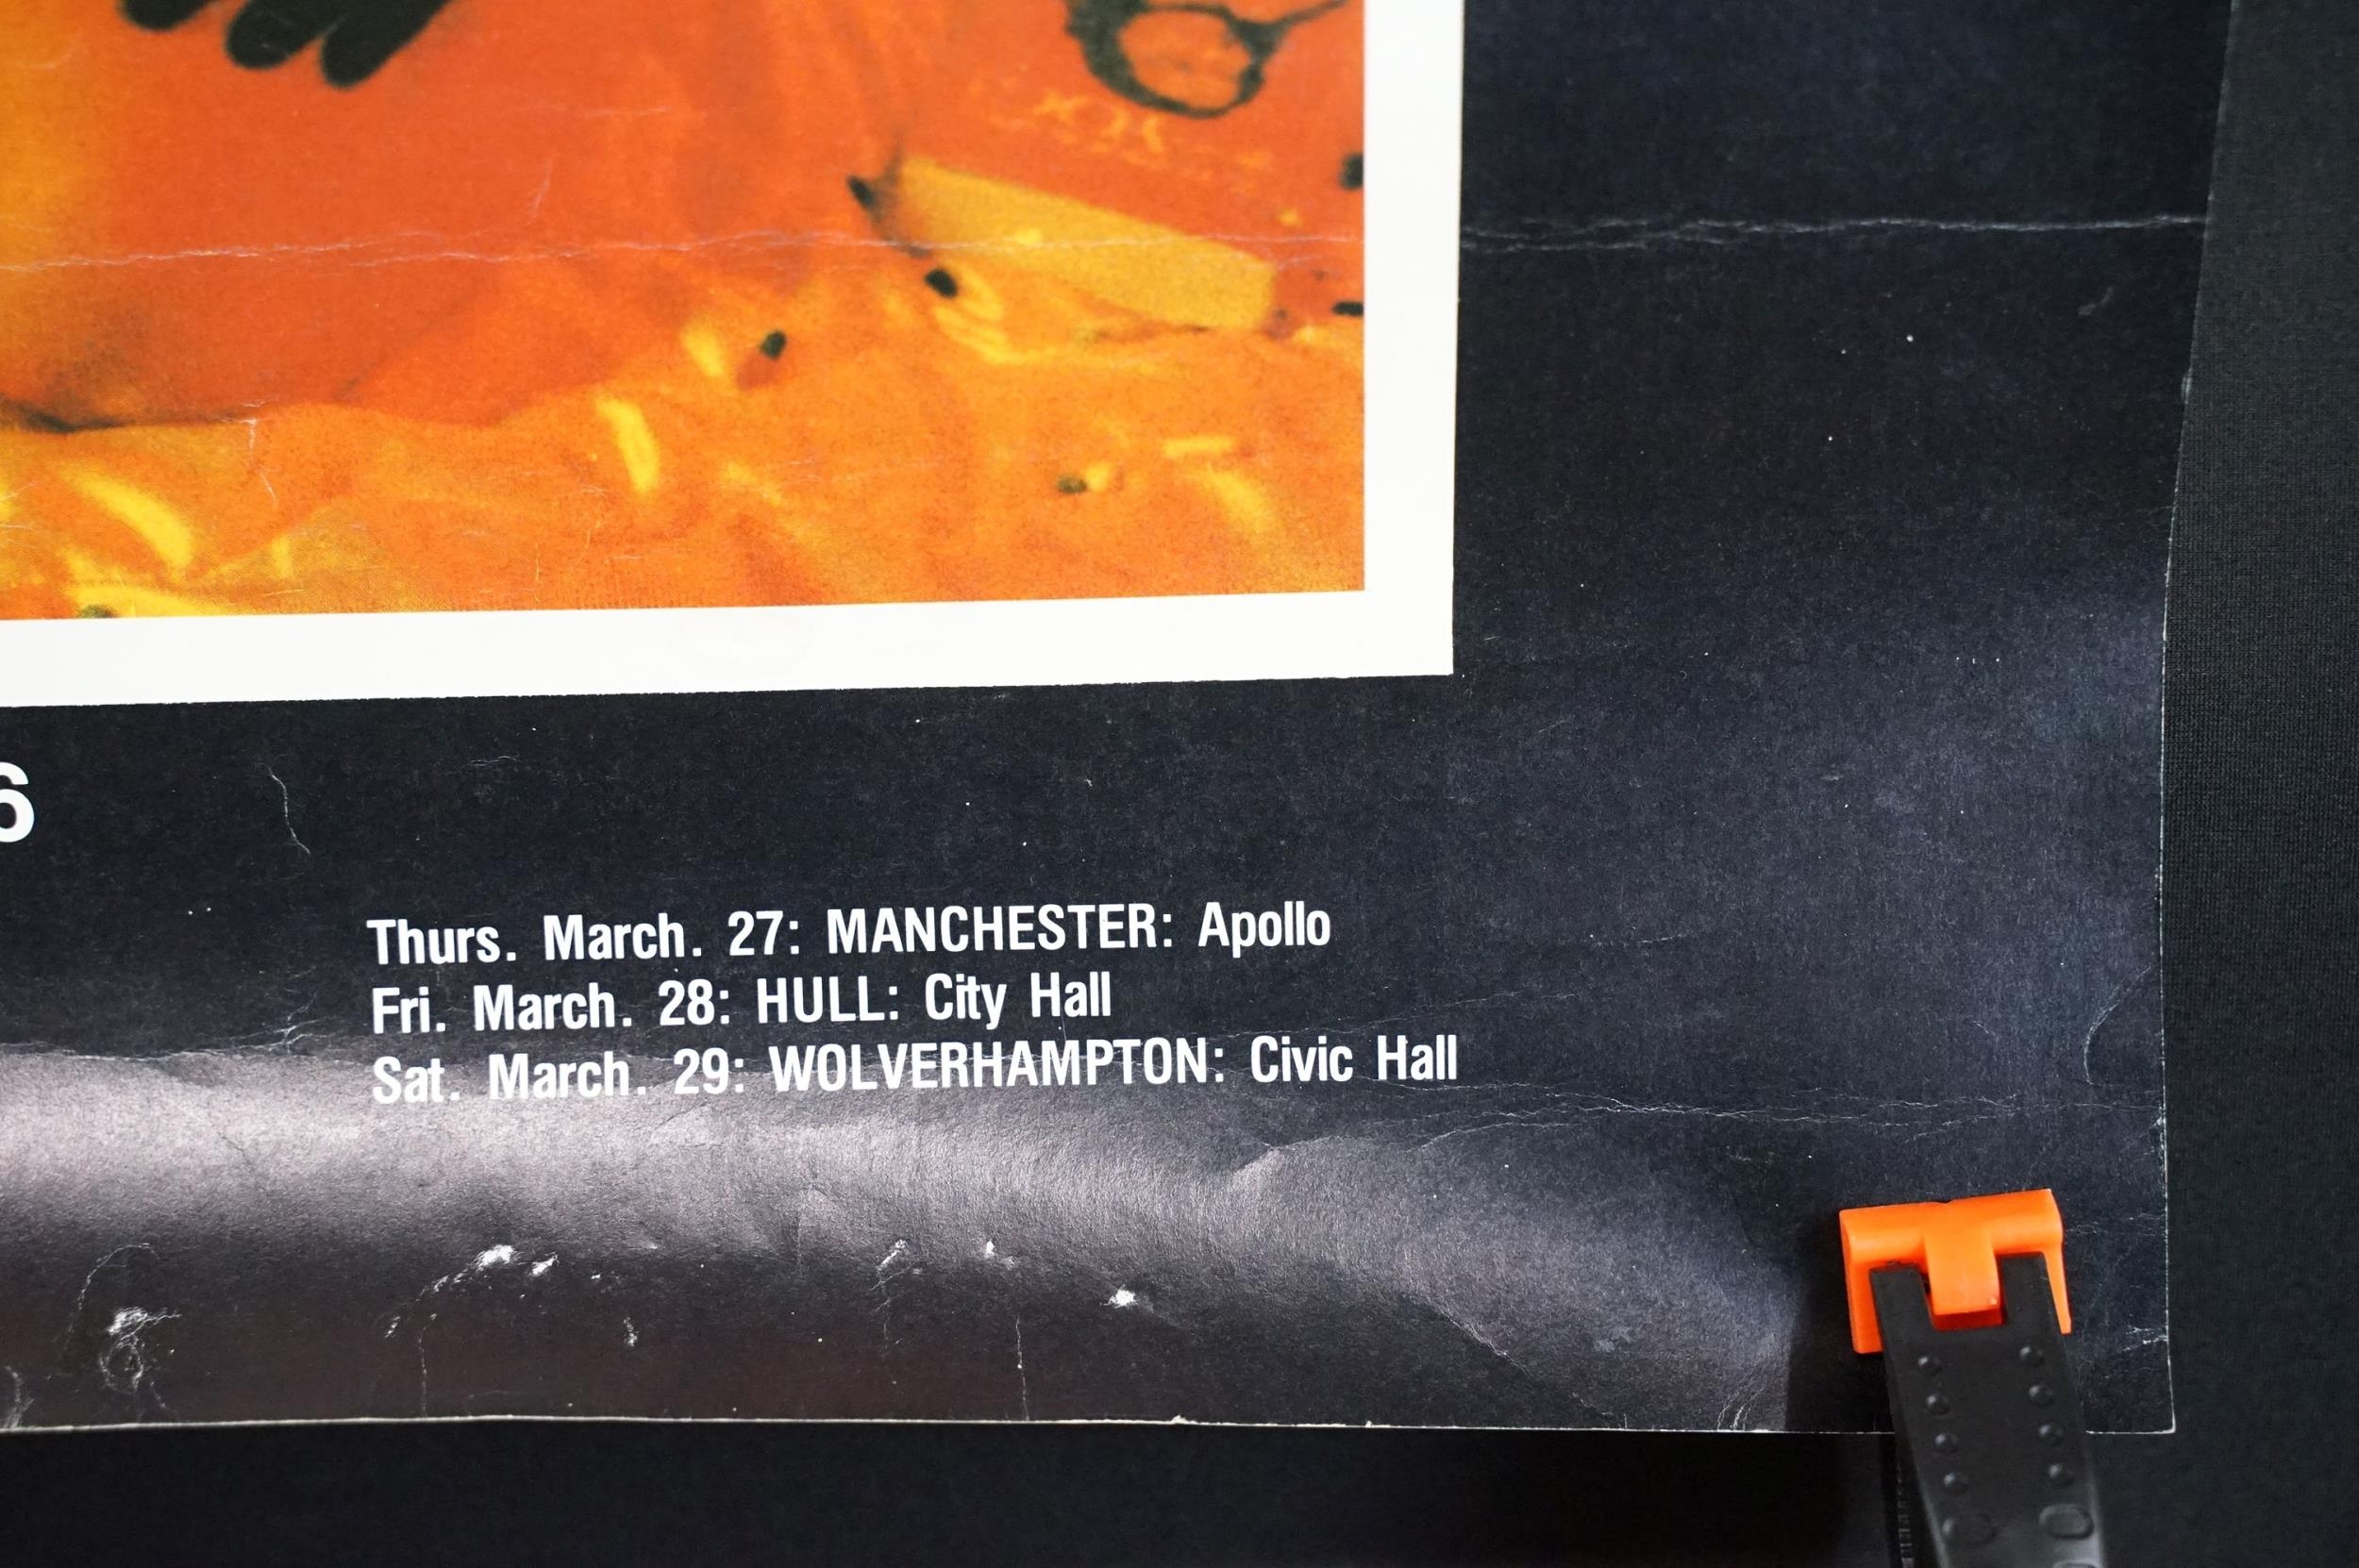 6
Thurs. March. 27: MANCHESTER: Apollo
Fri. March. 28: HULL: City Hall
Sat. March. 29: WOLVERHAMPTON: Civic Hall